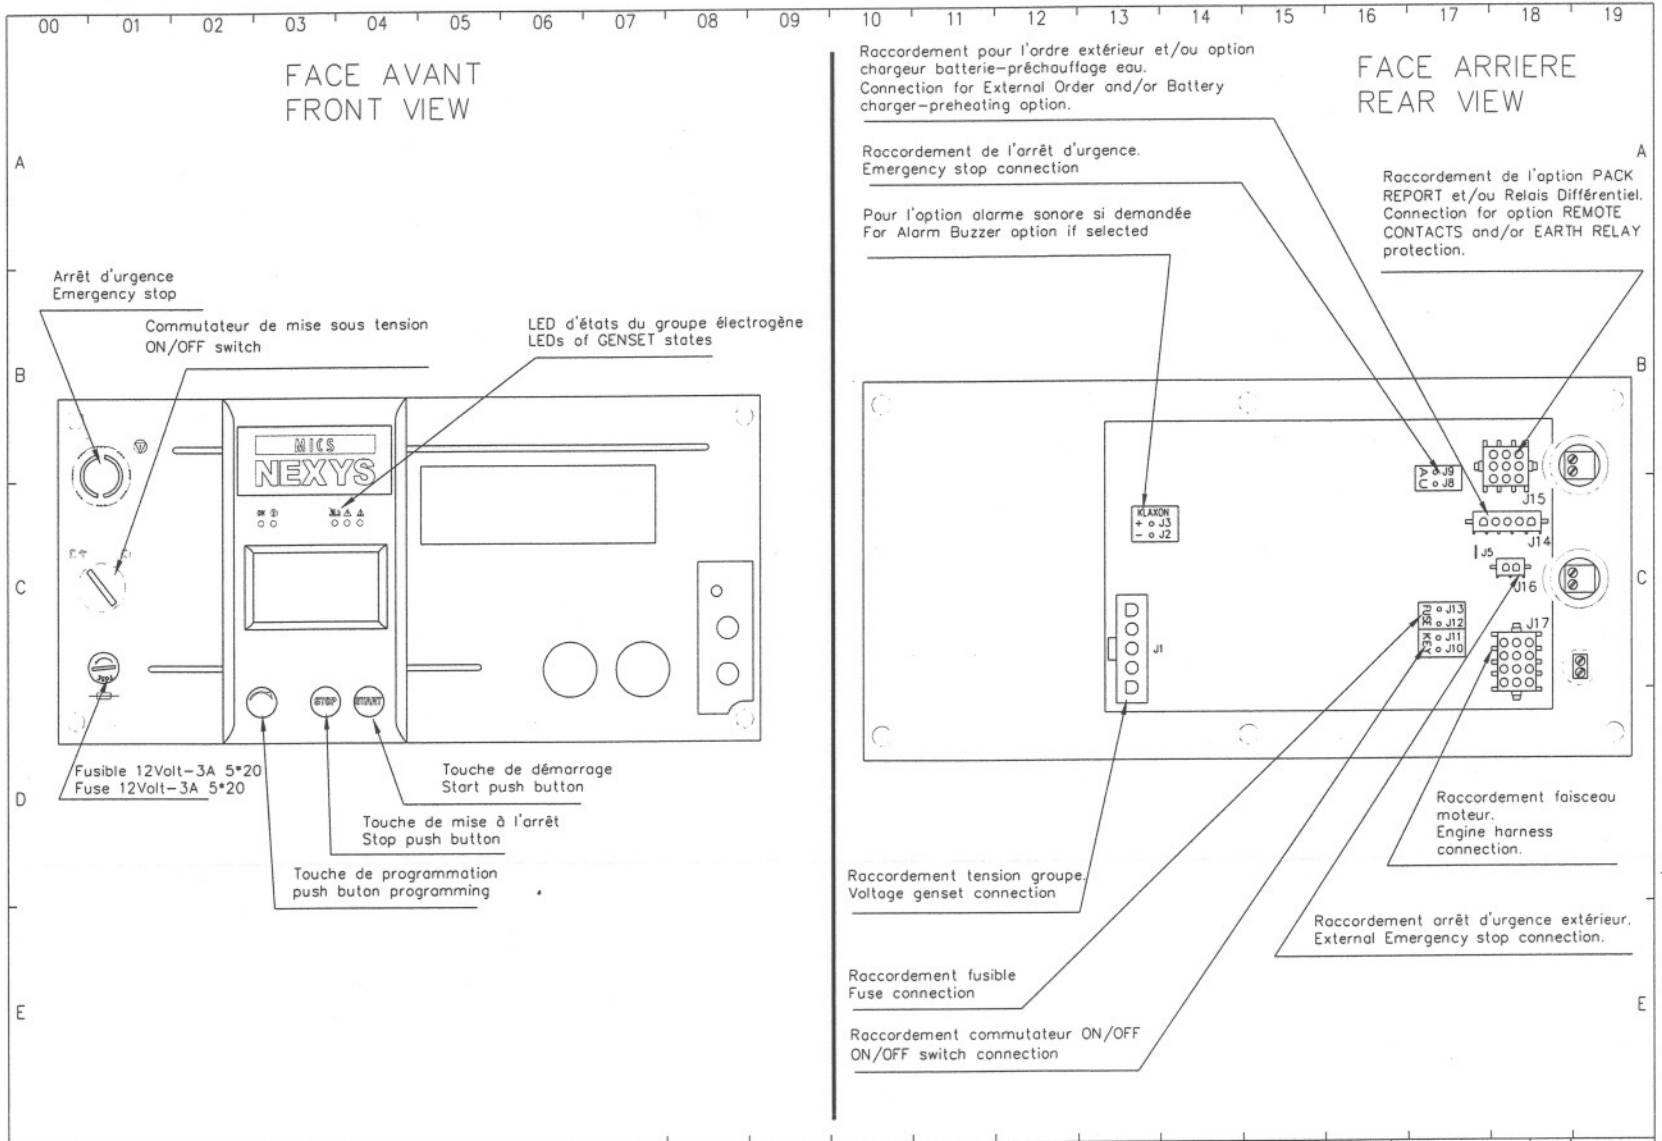 00 01 02 03 04 05 06 07 08 09 10 11 12 13 14 15 16 17 18 19
FACE AVANT
FRONT VIEW
A
Arrêt d'urgence
Emergency stop
Commutateur de mise sous tension
ON/OFF switch
LED d'états du groupe électrogène
LEDs of GENSET states
B
MICS
NEXYS
OK
C
STOP
START
Fusible 12Volt-3A 5*20
Fuse 12Volt-3A 5*20
D
Touche de démarrage
Start push button
Touche de mise à l'arrêt
Stop push button
Touche de programmation
push buton programming
E
Raccordement pour l'ordre extérieur et/ou option
chargeur batterie-préchauffage eau.
Connection for External Order and/or Battery
charger-preheating option.
FACE ARRIERE
REAR VIEW
Raccordement de l'arrêt d'urgence.
Emergency stop connection
A
Raccordement de l'option PACK
REPORT et/ou Relais Différentiel.
Connection for option REMOTE
CONTACTS and/or EARTH RELAY
protection.
Pour l'option alarme sonore si demandée
For Alarm Buzzer option if selected
B
AU
J9
J8
J15
KLAXON
+ J3
- J2
J14
J5
J16
C
FUSE
J13
J12
KEY
J11
J10
J17
J1
Raccordement faisceau
moteur.
Engine harness
connection.
Raccordement tension groupe.
Voltage genset connection
Raccordement arrêt d'urgence extérieur.
External Emergency stop connection.
Raccordement fusible
Fuse connection
E
Raccordement commutateur ON/OFF
ON/OFF switch connection